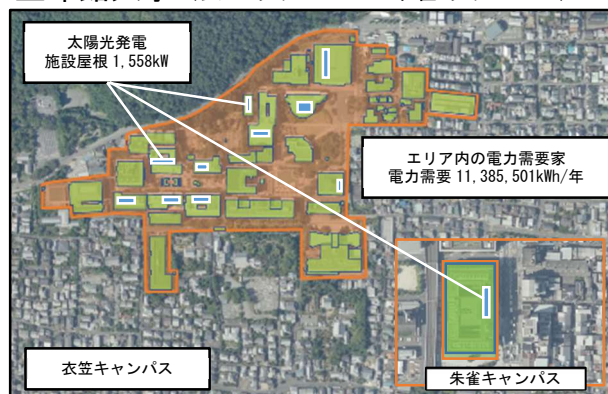 太陽光発電
施設屋根 1,558kW
エリア内の電力需要家
電力需要 11,385,501kWh/年
衣笠キャンパス
朱雀キャンパス